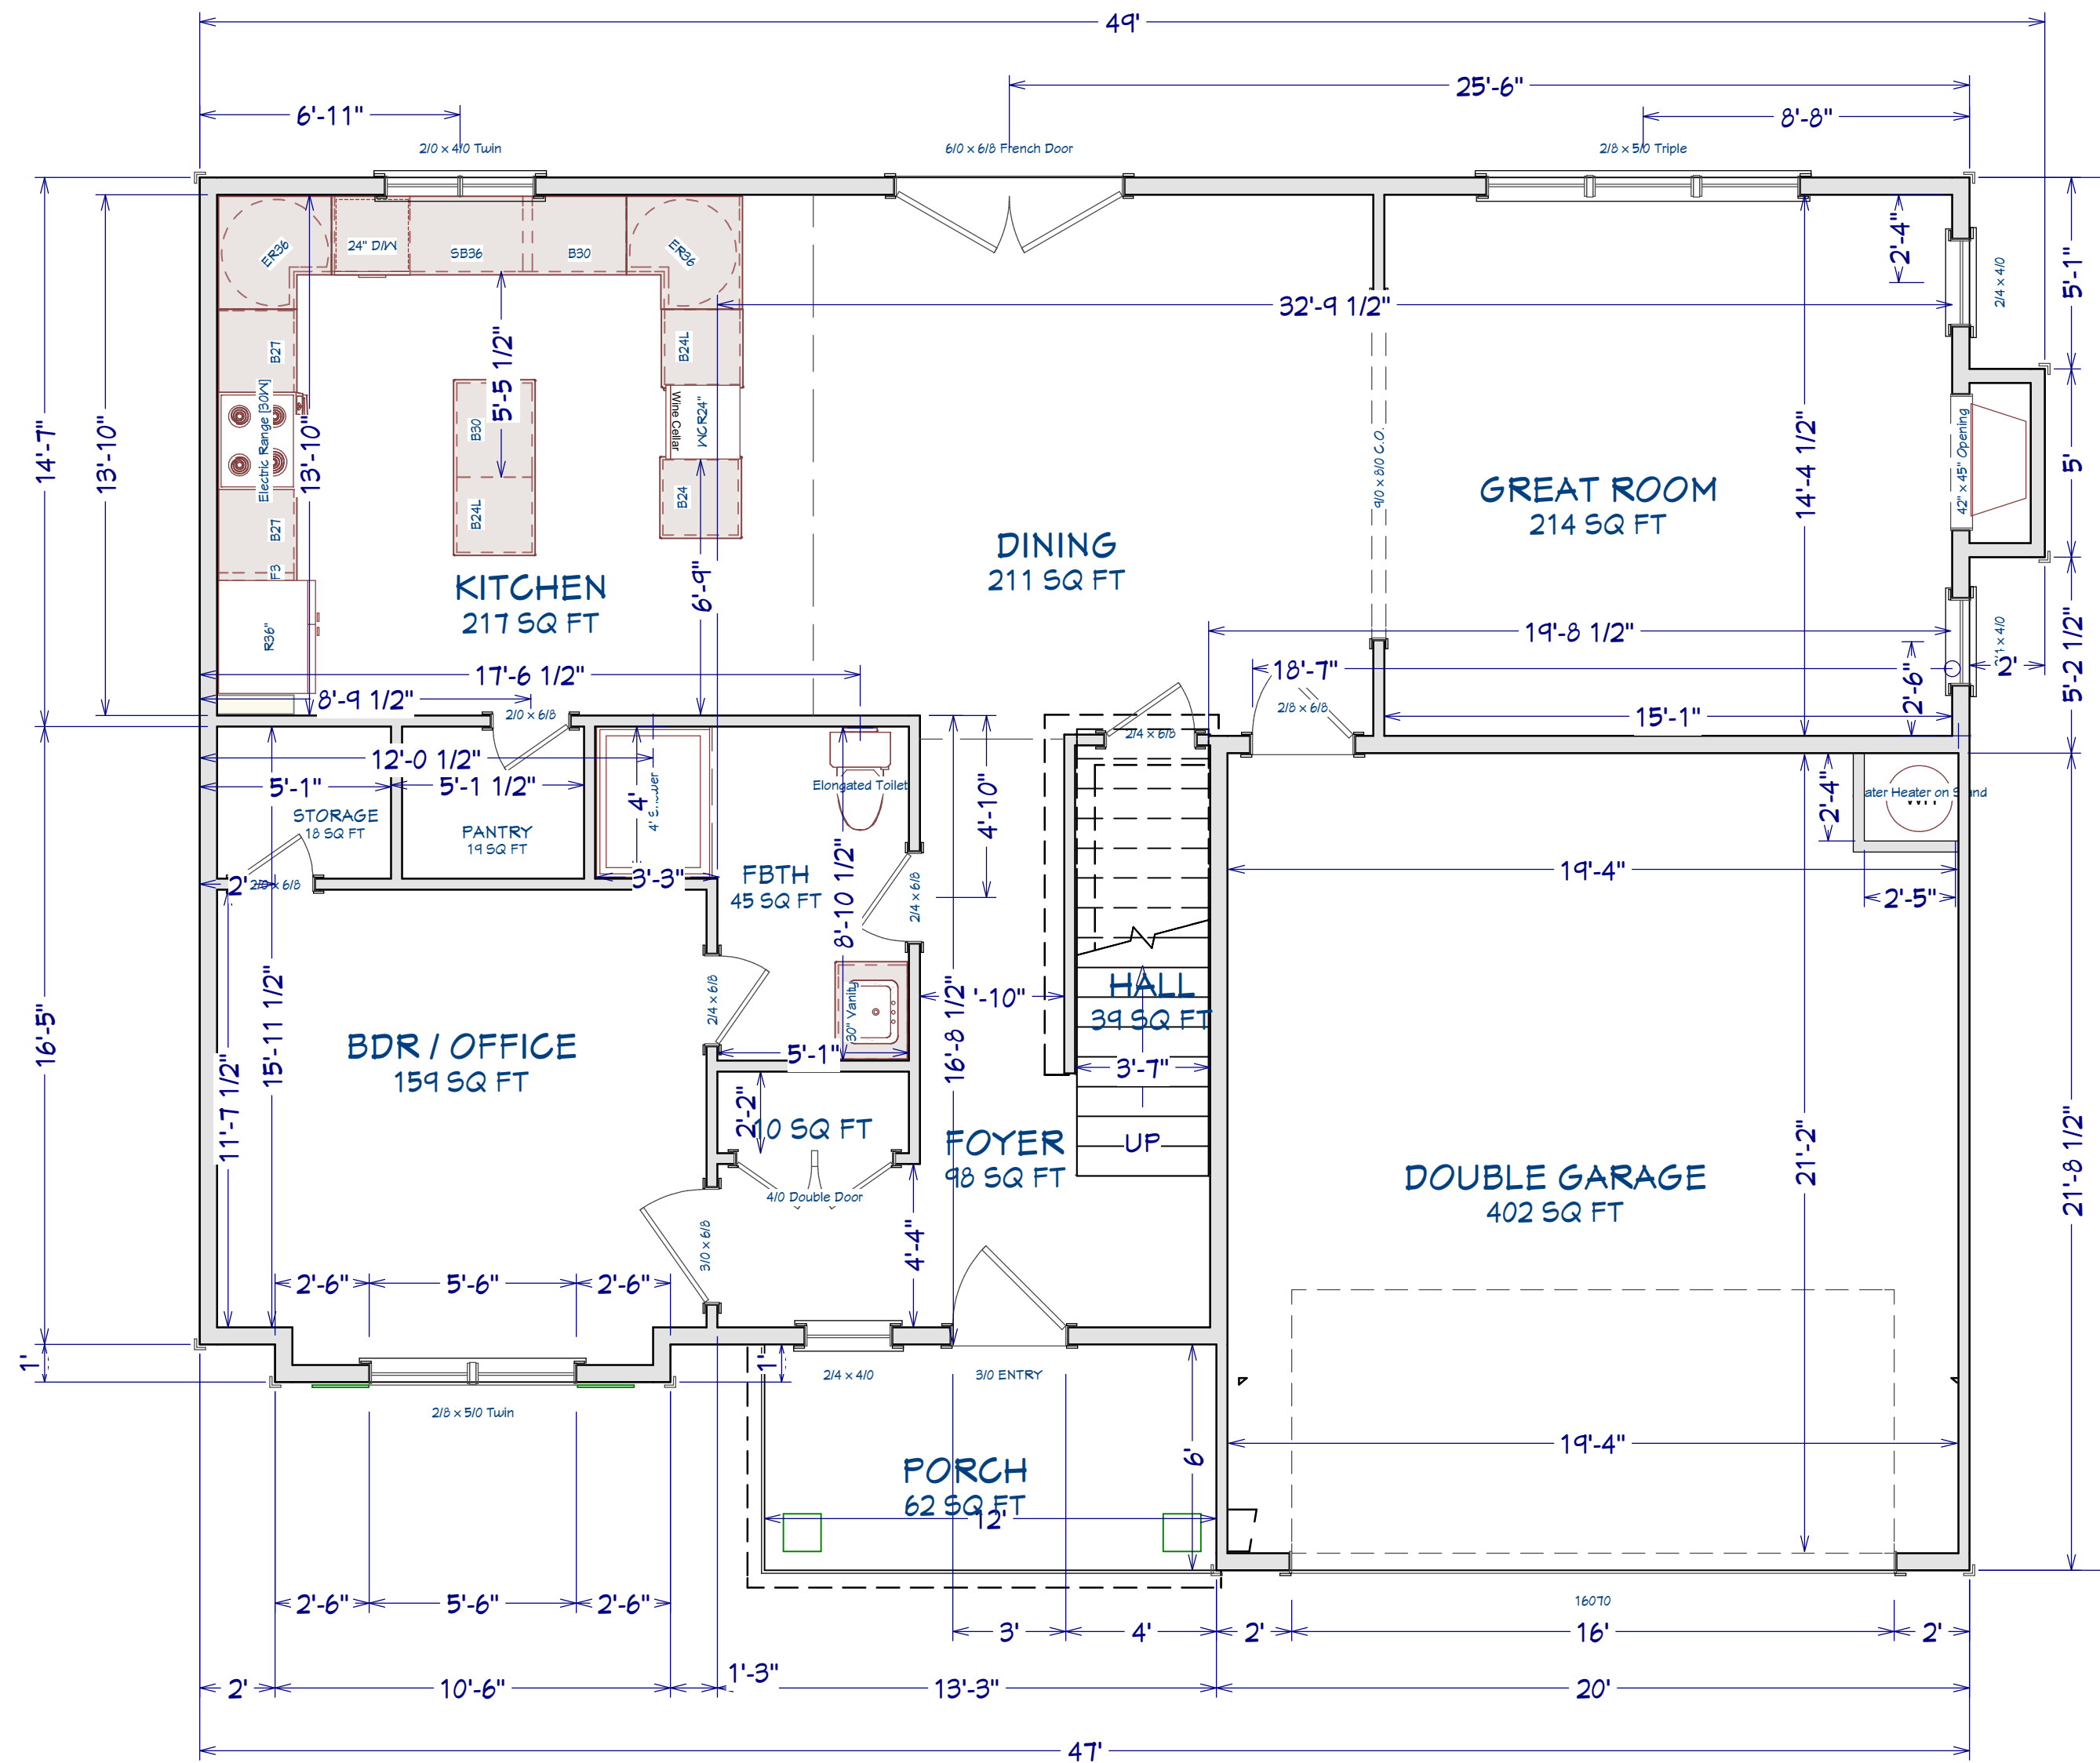 49'
25'-6"
6'-11"
8'-8"
2/0 x 4/0 Twin
6/0 x 6/8 French Door
2/8 x 5/0 Triple
ER36
24" D/W
SB36
B30
ER36
2'-4"
2/4 x 4/0
5'-1"
32'-9 1/2"
B27
5'-5 1/2"
B24L
14'-7"
13'-10"
Electric Range [30W]
13'-10"
B30
Wine Cellar
WCR24"
9/0 x 8/0 C.O.
14'-4 1/2"
42" x 45" Opening
5'
GREAT ROOM
214 SQ FT
B27
B24L
B24
F3
DINING
211 SQ FT
KITCHEN
217 SQ FT
6'-9"
R36"
19'-8 1/2"
18'-7"
2'
5'-2 1/2"
17'-6 1/2"
8'-9 1/2"
2/0 x 6/8
2/8 x 6/8
2'-6"
15'-1"
2/4 x 6/8
12'-0 1/2"
5'-1"
5'-1 1/2"
4'
Elongated Toilet
4'-10"
2'-4"
STORAGE
18 SQ FT
PANTRY
19 SQ FT
FBTH
45 SQ FT
8'-10 1/2"
2/4 x 6/8
3'-3"
2'
2/0 x 6/8
19'-4"
2'-5"
16'-5"
15'-11 1/2"
11'-7 1/2"
BDR / OFFICE
159 SQ FT
2/4 x 6/8
30" Vanity
16'-8 1/2"
'-10"
HALL
39 SQ FT
5'-1"
3'-7"
2'-2"
10 SQ FT
FOYER
98 SQ FT
UP
DOUBLE GARAGE
402 SQ FT
21'-2"
21'-8 1/2"
4/0 Double Door
3/0 x 6/8
4'-4"
2'-6"
5'-6"
2'-6"
1'
1'
2/4 x 4/0
3/0 ENTRY
2/8 x 5/0 Twin
PORCH
62 SQ FT
12'
6'
19'-4"
16070
2'-6"
5'-6"
2'-6"
3'
4'
2'
16'
2'
2'
10'-6"
1'-3"
13'-3"
20'
47'